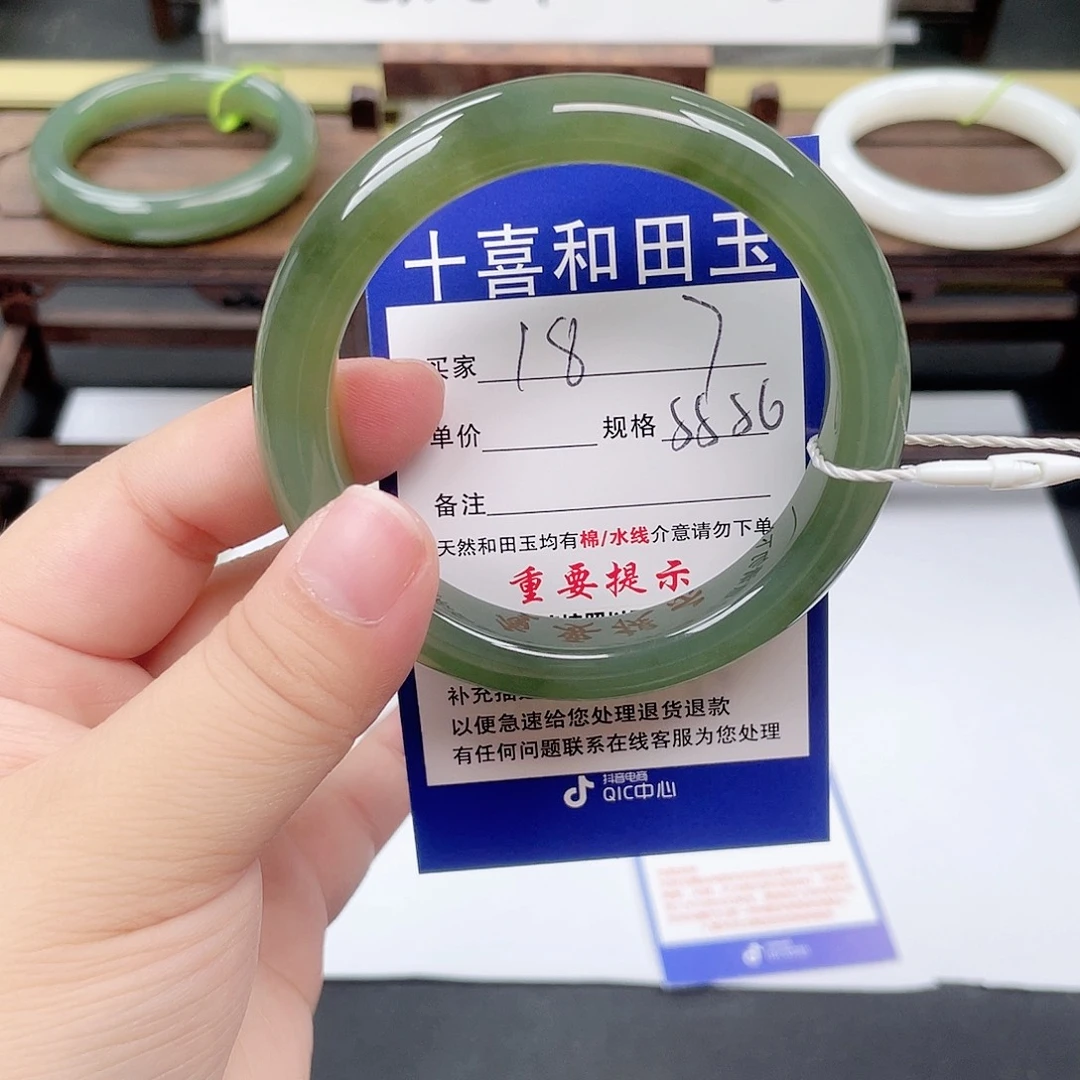 十喜和田玉
买家 18 7
单价 规格 8886
备注
天然和田玉均有棉/水线介意请勿下单
重要提示
补充
以便急速给您处理退货退款
有任何问题联系在线客服为您处理
抖音电商
QIC中心